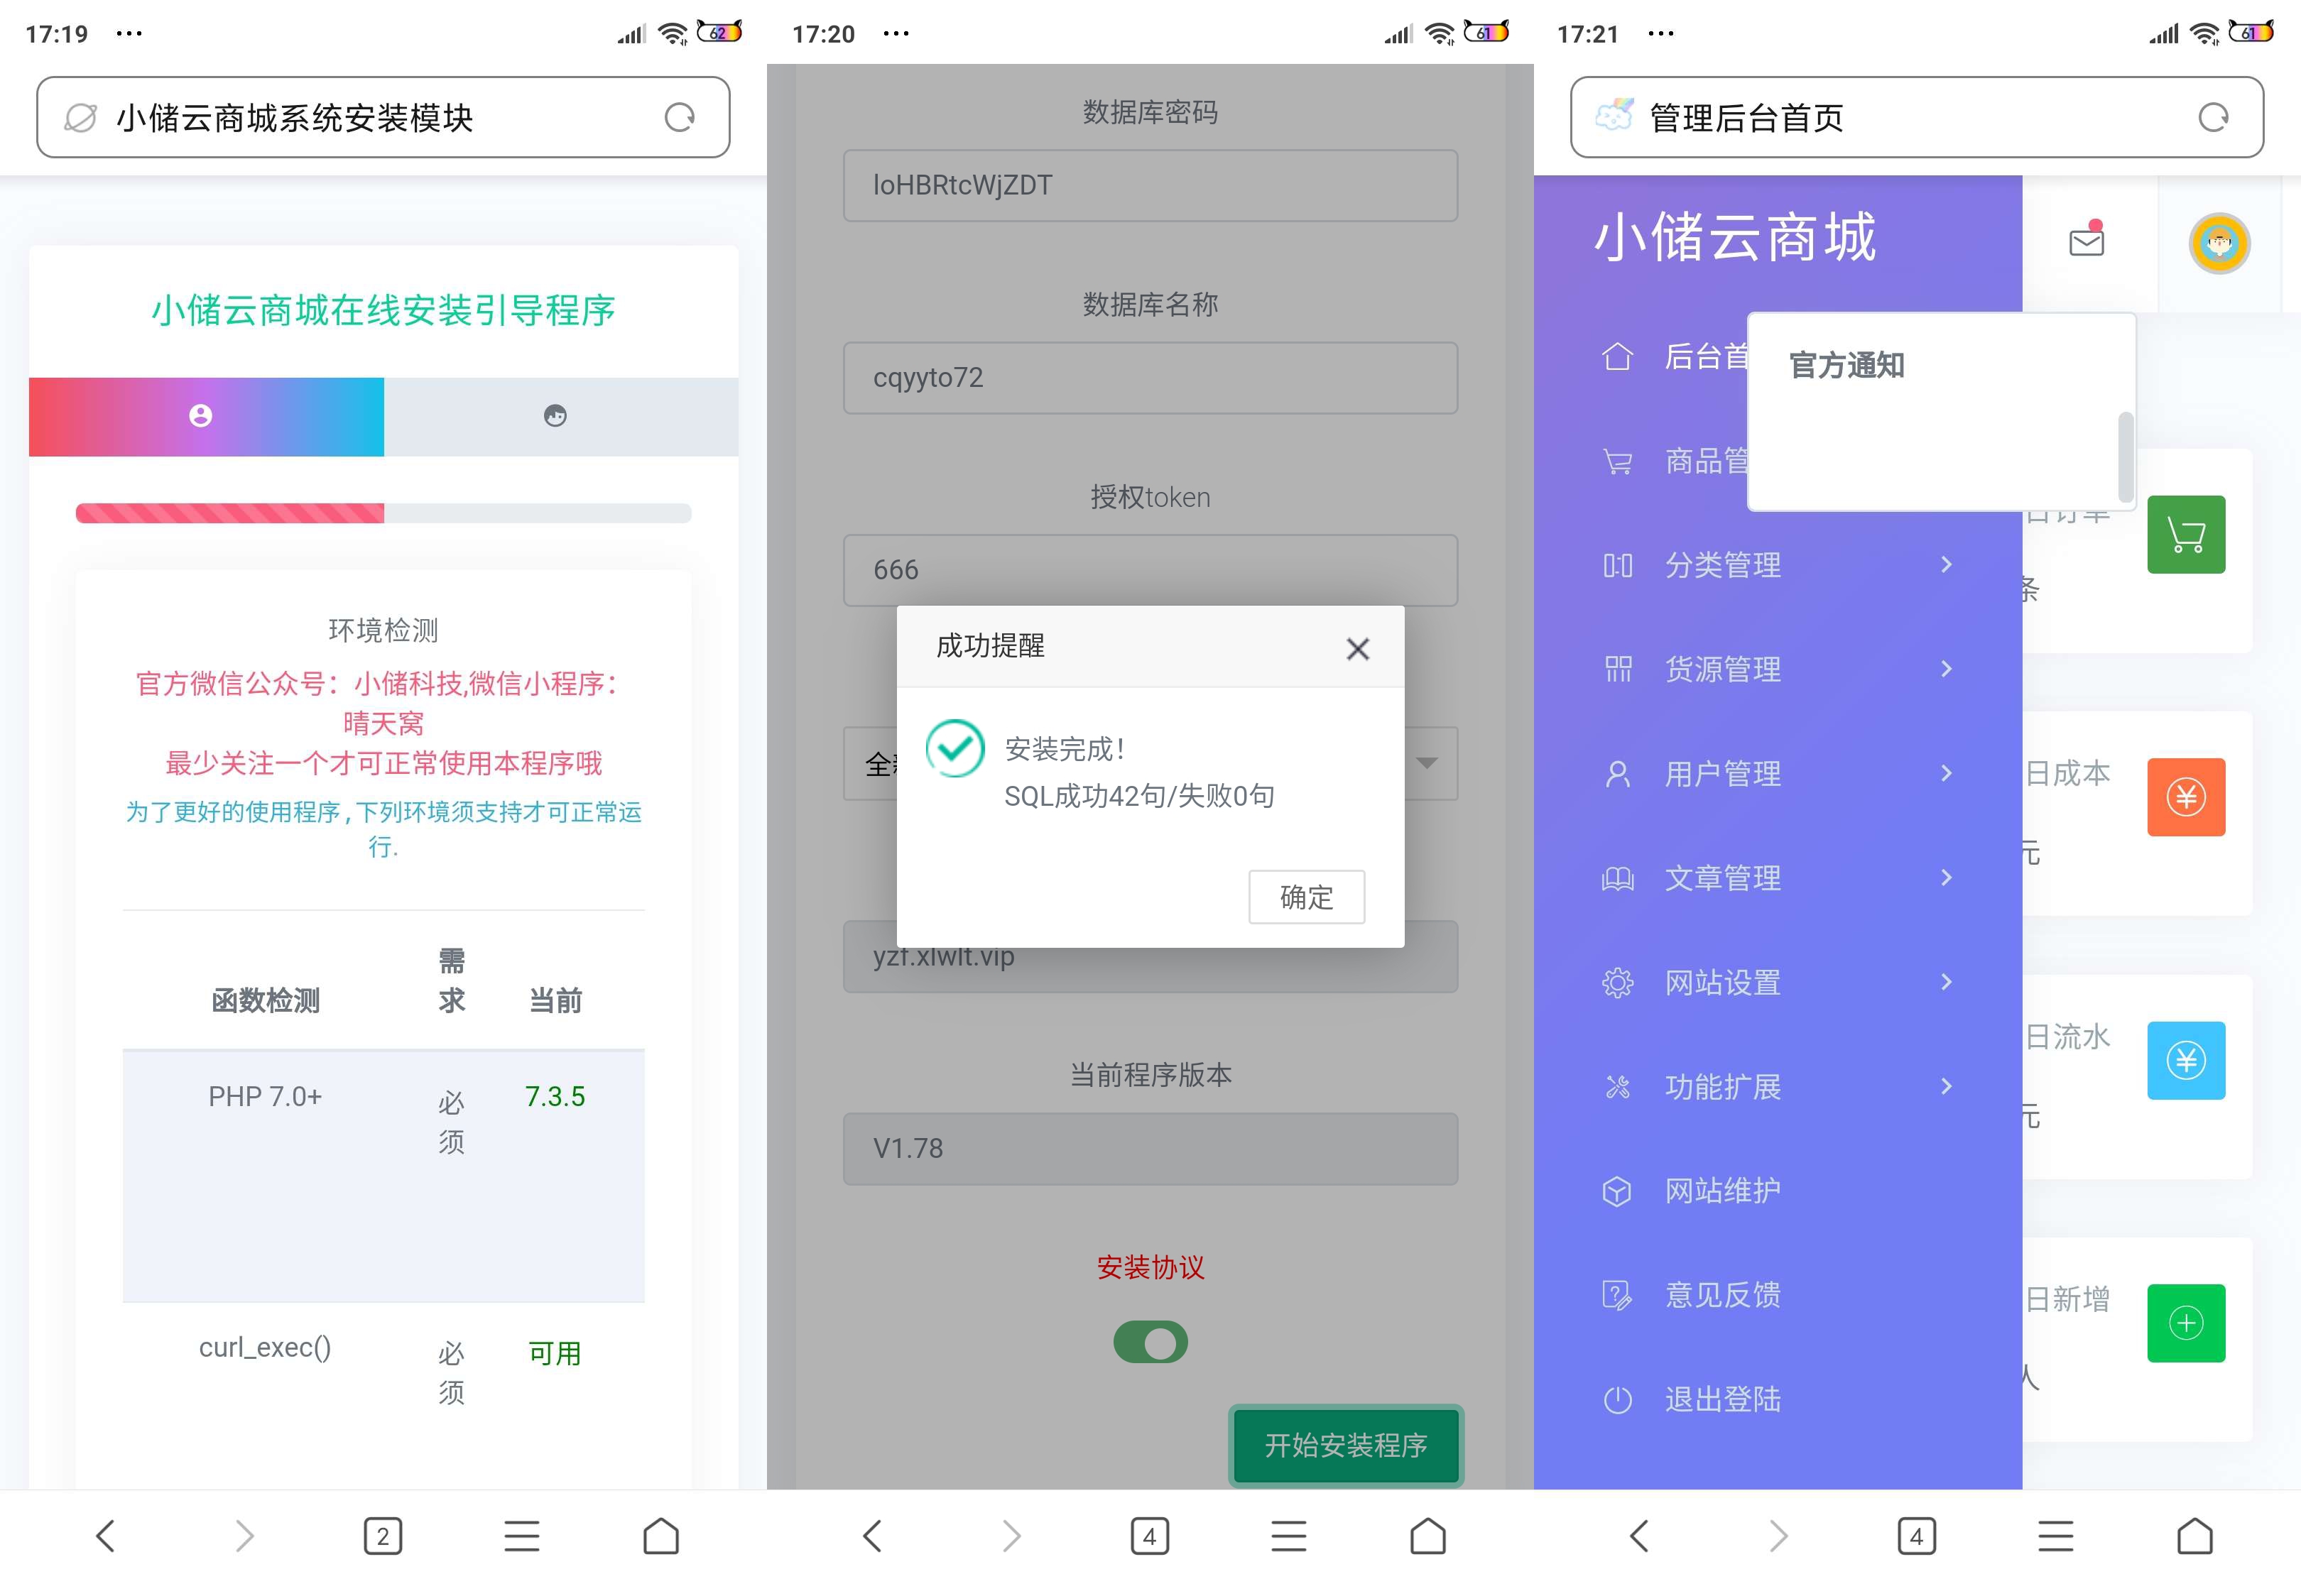 17:19 ...
62
小储云商城系统安装模块
小储云商城在线安装引导程序
环境检测
官方微信公众号：小储科技,微信小程序：
晴天窝
最少关注一个才可正常使用本程序哦
为了更好的使用程序,下列环境须支持才可正常运
行.
函数检测 需求 当前
PHP 7.0+ 必须 7.3.5
curl_exec() 必须 可用
2
17:20 ...
61
数据库密码
loHBRtcWjZDT
数据库名称
cqyyto72
授权token
666
成功提醒
安装完成！
SQL成功42句/失败0句
确定
全
yzf.xlwlt.vip
当前程序版本
V1.78
安装协议
开始安装程序
4
17:21 ...
61
管理后台首页
小储云商城
后台首
官方通知
商品管
分类管理
日订单
条
货源管理
用户管理
日成本
元
文章管理
网站设置
日流水
元
功能扩展
网站维护
意见反馈
日新增
人
退出登陆
4